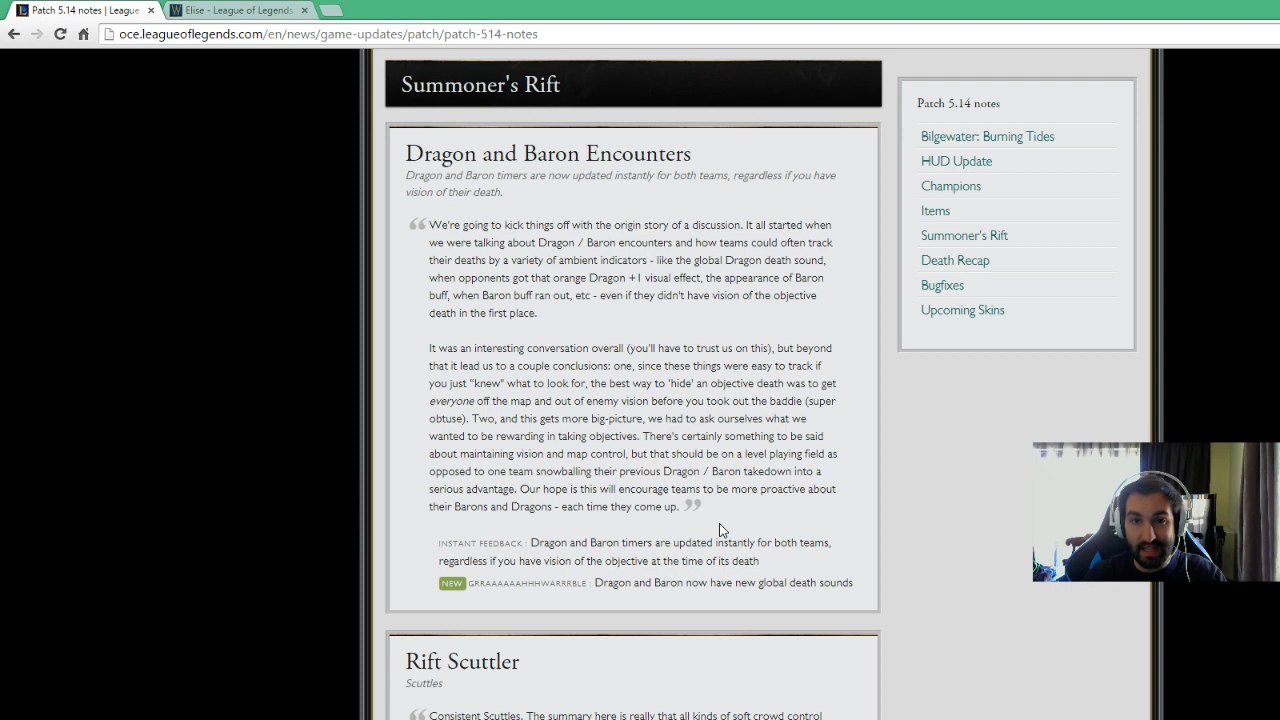 Patch 5.14 notes | League
Elise - League of Legends
oce.leagueoflegends.com/en/news/game-updates/patch/patch-514-notes
Summoner's Rift
Dragon and Baron Encounters
Dragon and Baron timers are now updated instantly for both teams, regardless if you have
vision of their death.
We're going to kick things off with the origin story of a discussion. It all started when
we were talking about Dragon / Baron encounters and how teams could often track
their deaths by a variety of ambient indicators - like the global Dragon death sound,
when opponents got that orange Dragon +1 visual effect, the appearance of Baron
buff, when Baron buff ran out, etc - even if they didn't have vision of the objective
death in the first place.
It was an interesting conversation overall (you'll have to trust us on this), but beyond
that it lead us to a couple conclusions: one, since these things were easy to track if
you just "knew" what to look for, the best way to 'hide' an objective death was to get
everyone off the map and out of enemy vision before you took out the baddie (super
obtuse). Two, and this gets more big-picture, we had to ask ourselves what we
wanted to be rewarding in taking objectives. There's certainly something to be said
about maintaining vision and map control, but that should be on a level playing field as
opposed to one team snowballing their previous Dragon / Baron takedown into a
serious advantage. Our hope is this will encourage teams to be more proactive about
their Barons and Dragons - each time they come up.
INSTANT FEEDBACK : Dragon and Baron timers are updated instantly for both teams,
regardless if you have vision of the objective at the time of its death
NEW GRRAAAAAAHHHWARRRBLE : Dragon and Baron now have new global death sounds
Rift Scuttler
Scuttles
Consistent Scuttles. The summary here is really that all kinds of soft crowd control
Patch 5.14 notes
Bilgewater: Burning Tides
HUD Update
Champions
Items
Summoner's Rift
Death Recap
Bugfixes
Upcoming Skins